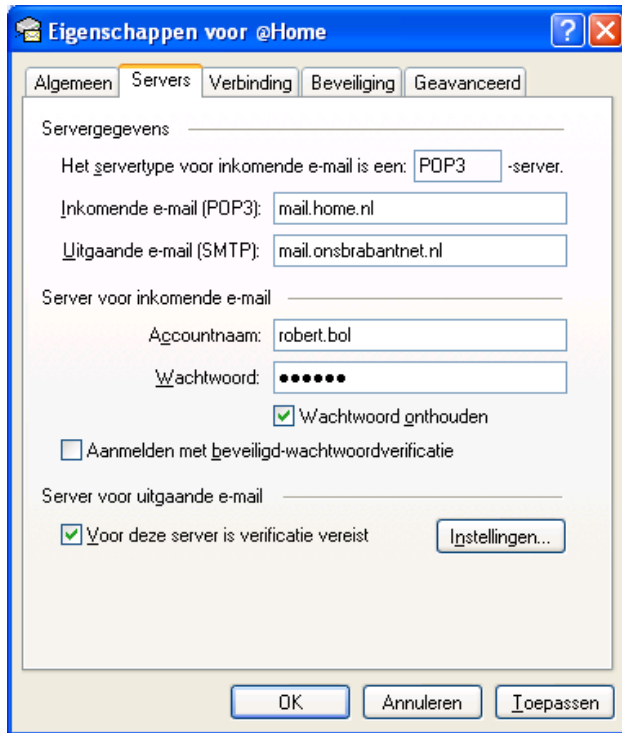 Eigenschappen voor @Home
Algemeen Servers Verbinding Beveiliging Geavanceerd
Servergegevens
Het servertype voor inkomende e-mail is een: POP3 -server.
Inkomende e-mail (POP3): mail.home.nl
Uitgaande e-mail (SMTP): mail.onsbrabantnet.nl
Server voor inkomende e-mail
Accountnaam: robert.bol
Wachtwoord: ●●●●●●
Wachtwoord onthouden
Aanmelden met beveiligd-wachtwoordverificatie
Server voor uitgaande e-mail
Voor deze server is verificatie vereist Instellingen...
OK Annuleren Toepassen